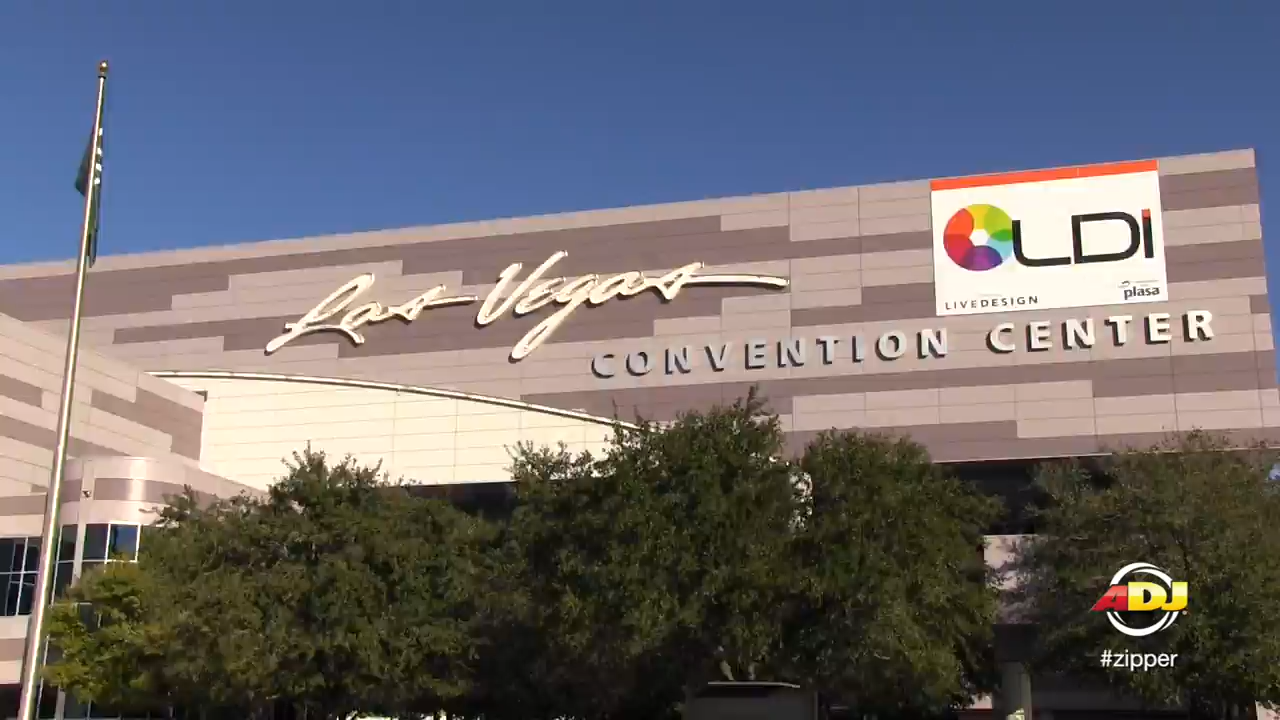 Las Vegas
CONVENTION CENTER
LDI
LIVEDESIGN
plasa
ADJ
#zipper